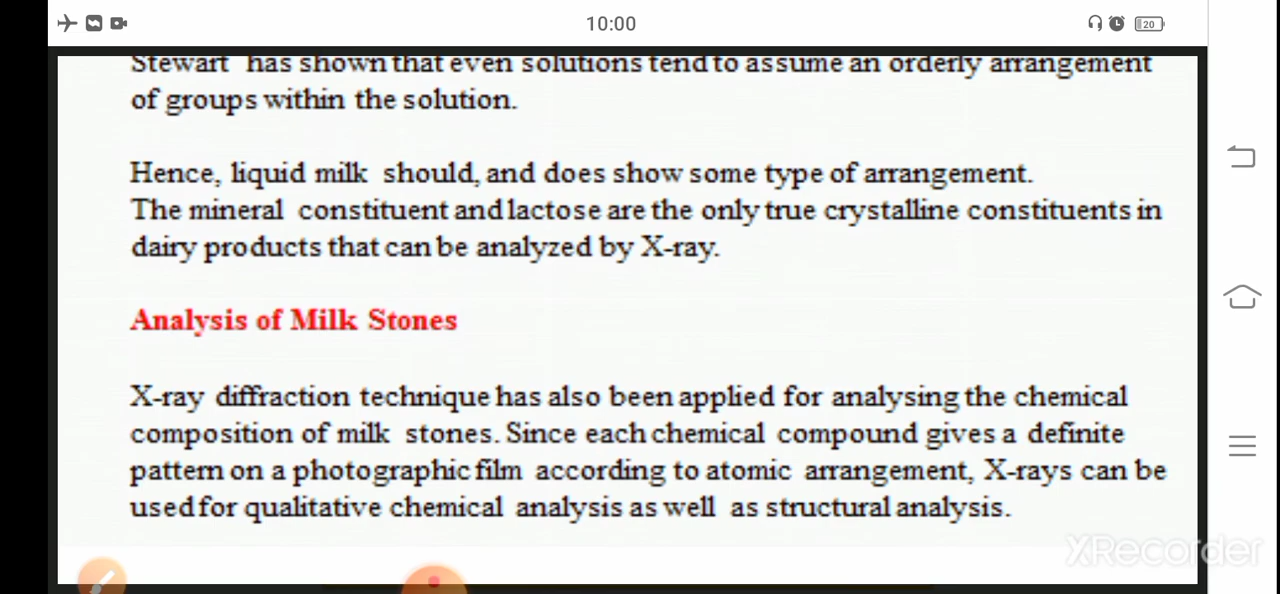 10:00
20
Stewart has shown that even solutions tend to assume an orderly arrangement
of groups within the solution.
Hence, liquid milk should, and does show some type of arrangement.
The mineral constituent and lactose are the only true crystalline constituents in
dairy products that can be analyzed by X-ray.
Analysis of Milk Stones
X-ray diffraction technique has also been applied for analysing the chemical
composition of milk stones. Since each chemical compound gives a definite
pattern on a photographic film according to atomic arrangement, X-rays can be
used for qualitative chemical analysis as well as structural analysis.
XRecorder